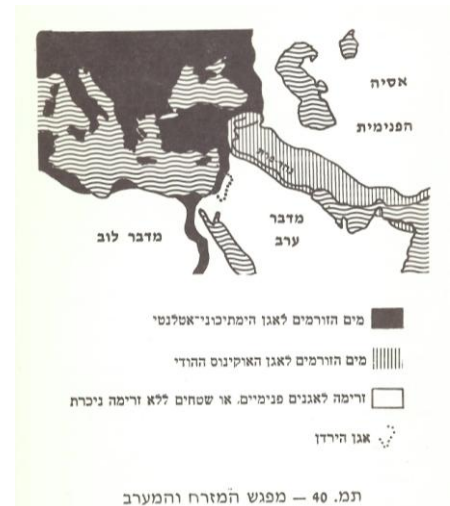 אסיה
הפנימית
מדבר
ערב
מדבר לוב
מים הזורמים לאגן הימתיכוני־אטלנטי
מים הזורמים לאגן האוקינוס ההודי
זרימה לאגנים פנימיים, או שטחים ללא זרימה ניכרת
אגן הירדן
תמ. 40 — מפגש המזרח והמערב